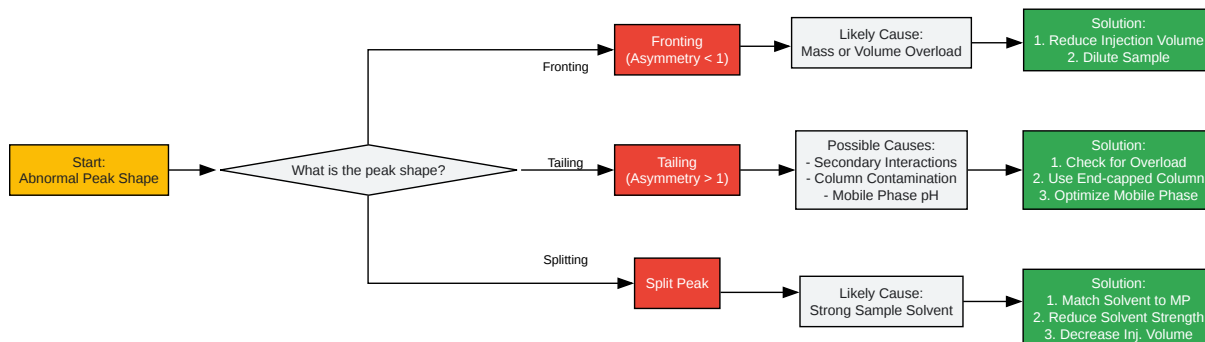 Start:
Abnormal Peak Shape
What is the peak shape?
Fronting
Fronting
(Asymmetry < 1)
Likely Cause:
Mass or Volume Overload
Solution:
1. Reduce Injection Volume
2. Dilute Sample
Tailing
Tailing
(Asymmetry > 1)
Possible Causes:
- Secondary Interactions
- Column Contamination
- Mobile Phase pH
Solution:
1. Check for Overload
2. Use End-capped Column
3. Optimize Mobile Phase
Splitting
Split Peak
Likely Cause:
Strong Sample Solvent
Solution:
1. Match Solvent to MP
2. Reduce Solvent Strength
3. Decrease Inj. Volume